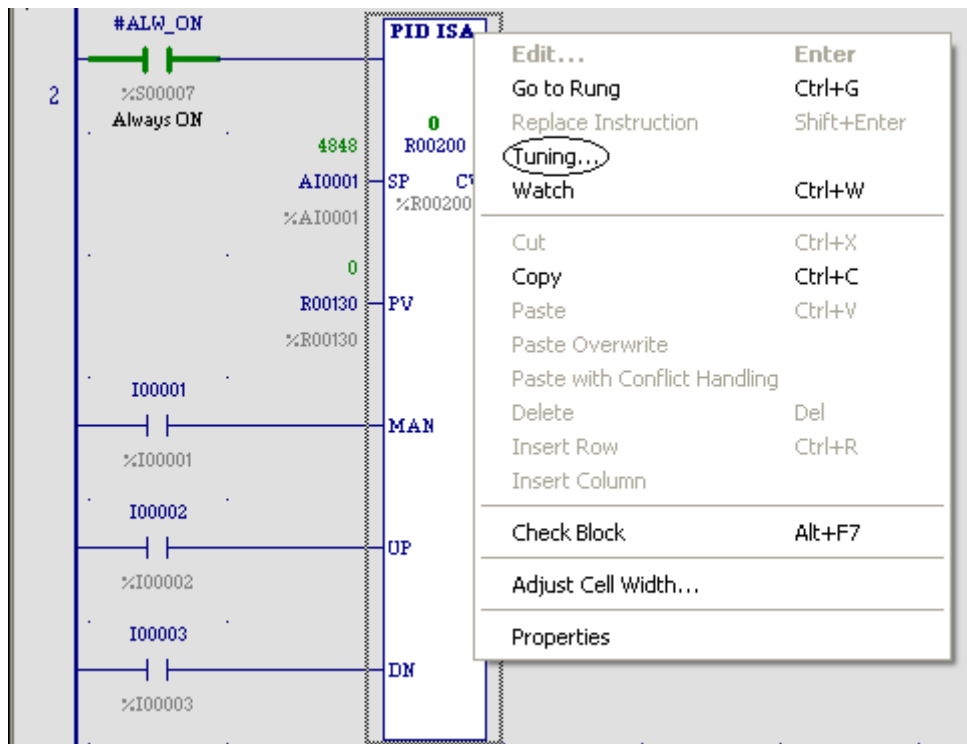 #ALW_ON
PID ISA
2
%S00007
Always ON
0
4848
R00200
AI0001
SP
%R00200
%AI0001
0
R00130
PV
%R00130
I00001
MAN
%I00001
I00002
UP
%I00002
I00003
DN
%I00003
Edit... Enter
Go to Rung Ctrl+G
Replace Instruction Shift+Enter
Tuning...
Watch Ctrl+W
Cut Ctrl+X
Copy Ctrl+C
Paste Ctrl+V
Paste Overwrite
Paste with Conflict Handling
Delete Del
Insert Row Ctrl+R
Insert Column
Check Block Alt+F7
Adjust Cell Width...
Properties